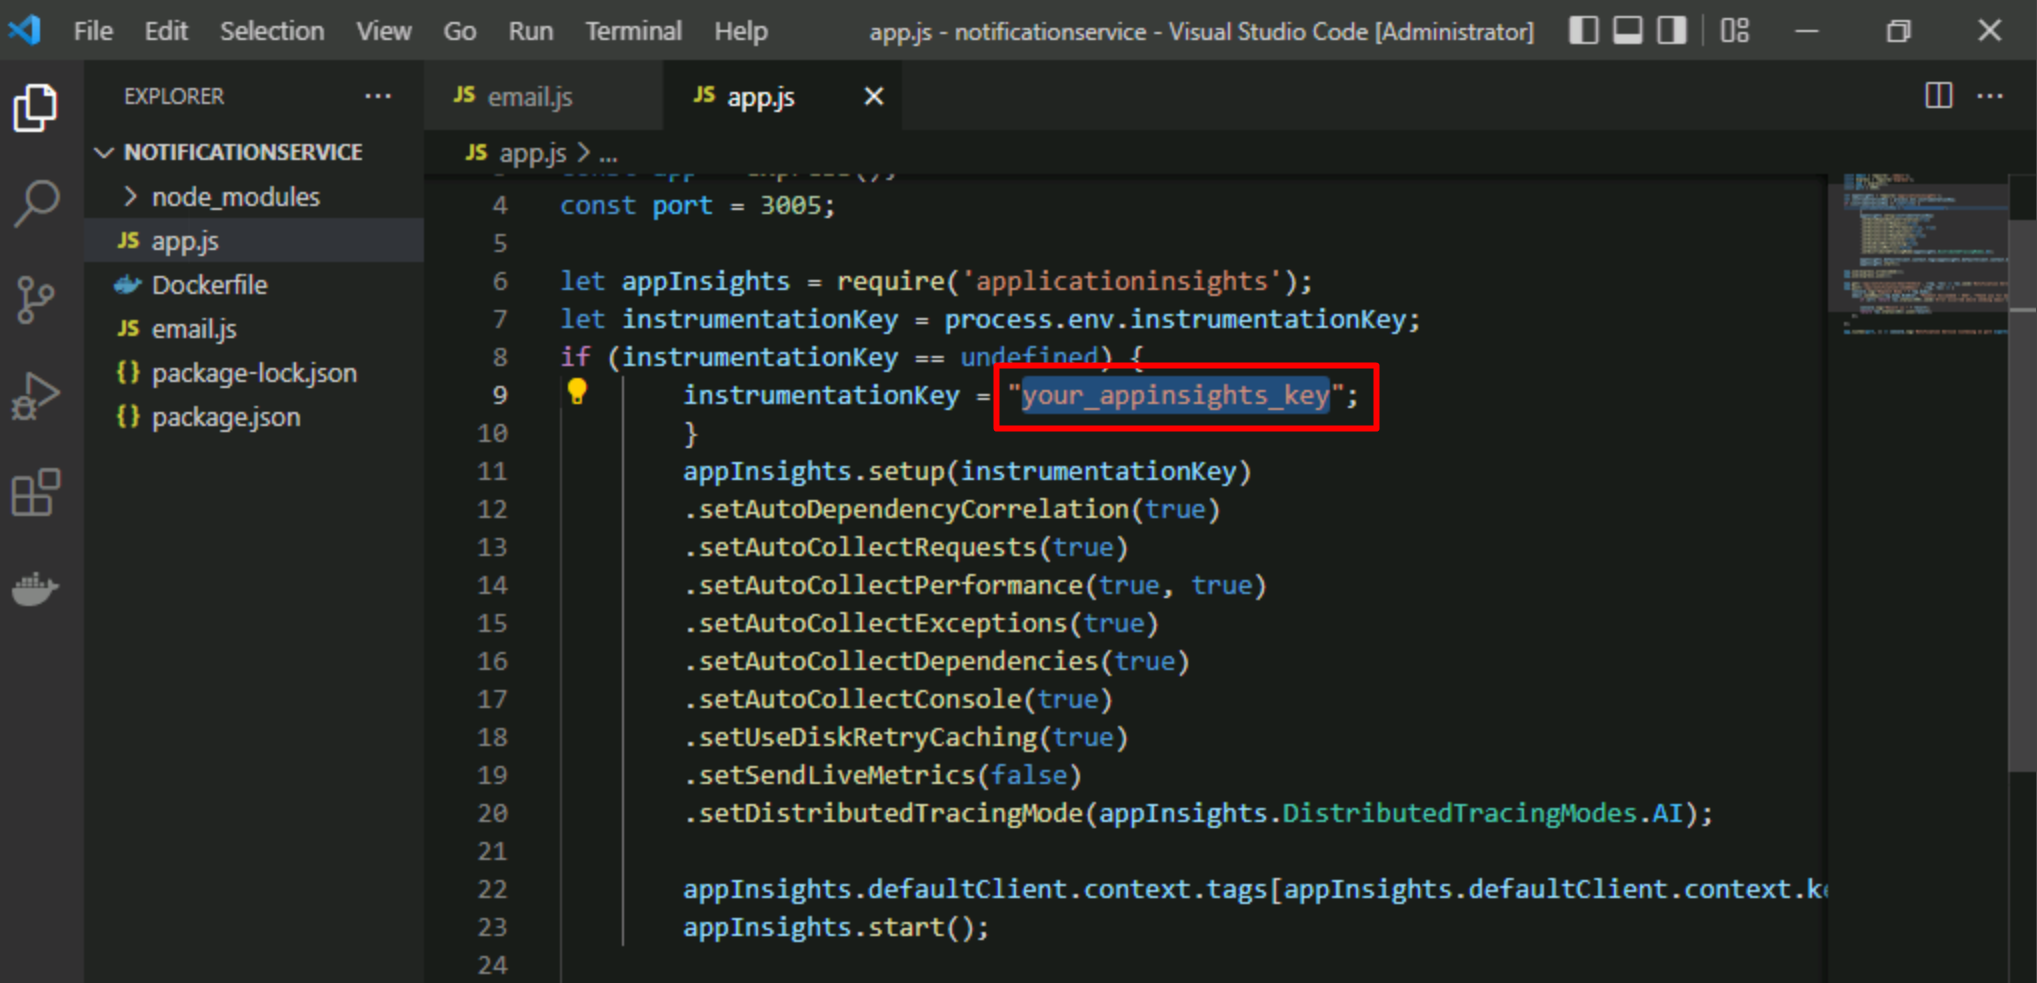 File Edit Selection View Go Run Terminal Help app.js - notificationservice - Visual Studio Code [Administrator]
EXPLORER ...
JS email.js
JS app.js
NOTIFICATIONSERVICE
node_modules
JS app.js
Dockerfile
JS email.js
{} package-lock.json
{} package.json
JS app.js > ...
4 const port = 3005;
5
6 let appInsights = require('applicationinsights');
7 let instrumentationKey = process.env.instrumentationKey;
8 if (instrumentationKey == undefined) {
9 instrumentationKey = "your_appinsights_key";
10 }
11 appInsights.setup(instrumentationKey)
12 .setAutoDependencyCorrelation(true)
13 .setAutoCollectRequests(true)
14 .setAutoCollectPerformance(true, true)
15 .setAutoCollectExceptions(true)
16 .setAutoCollectDependencies(true)
17 .setAutoCollectConsole(true)
18 .setUseDiskRetryCaching(true)
19 .setSendLiveMetrics(false)
20 .setDistributedTracingMode(appInsights.DistributedTracingModes.AI);
21
22 appInsights.defaultClient.context.tags[appInsights.defaultClient.context.ke
23 appInsights.start();
24